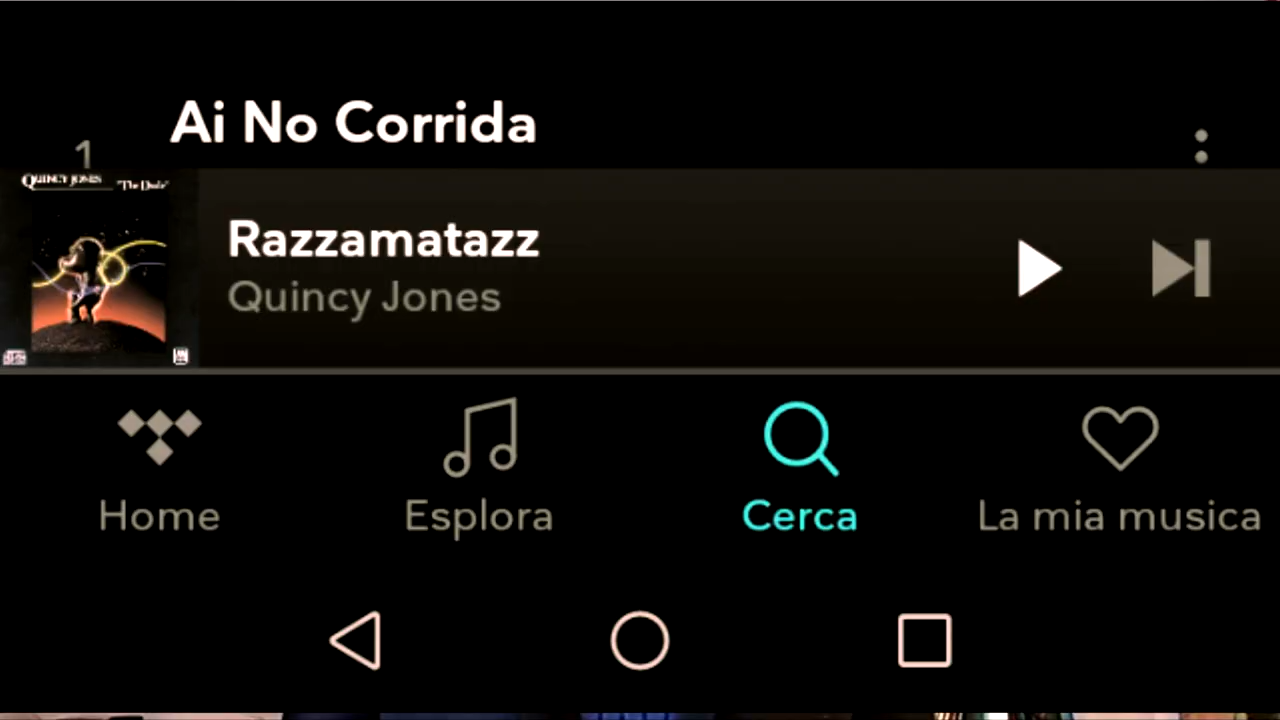 Ai No Corrida
1
QUINCY JONES "The Dude"
Razzamatazz
Quincy Jones
Home
Esplora
Cerca
La mia musica